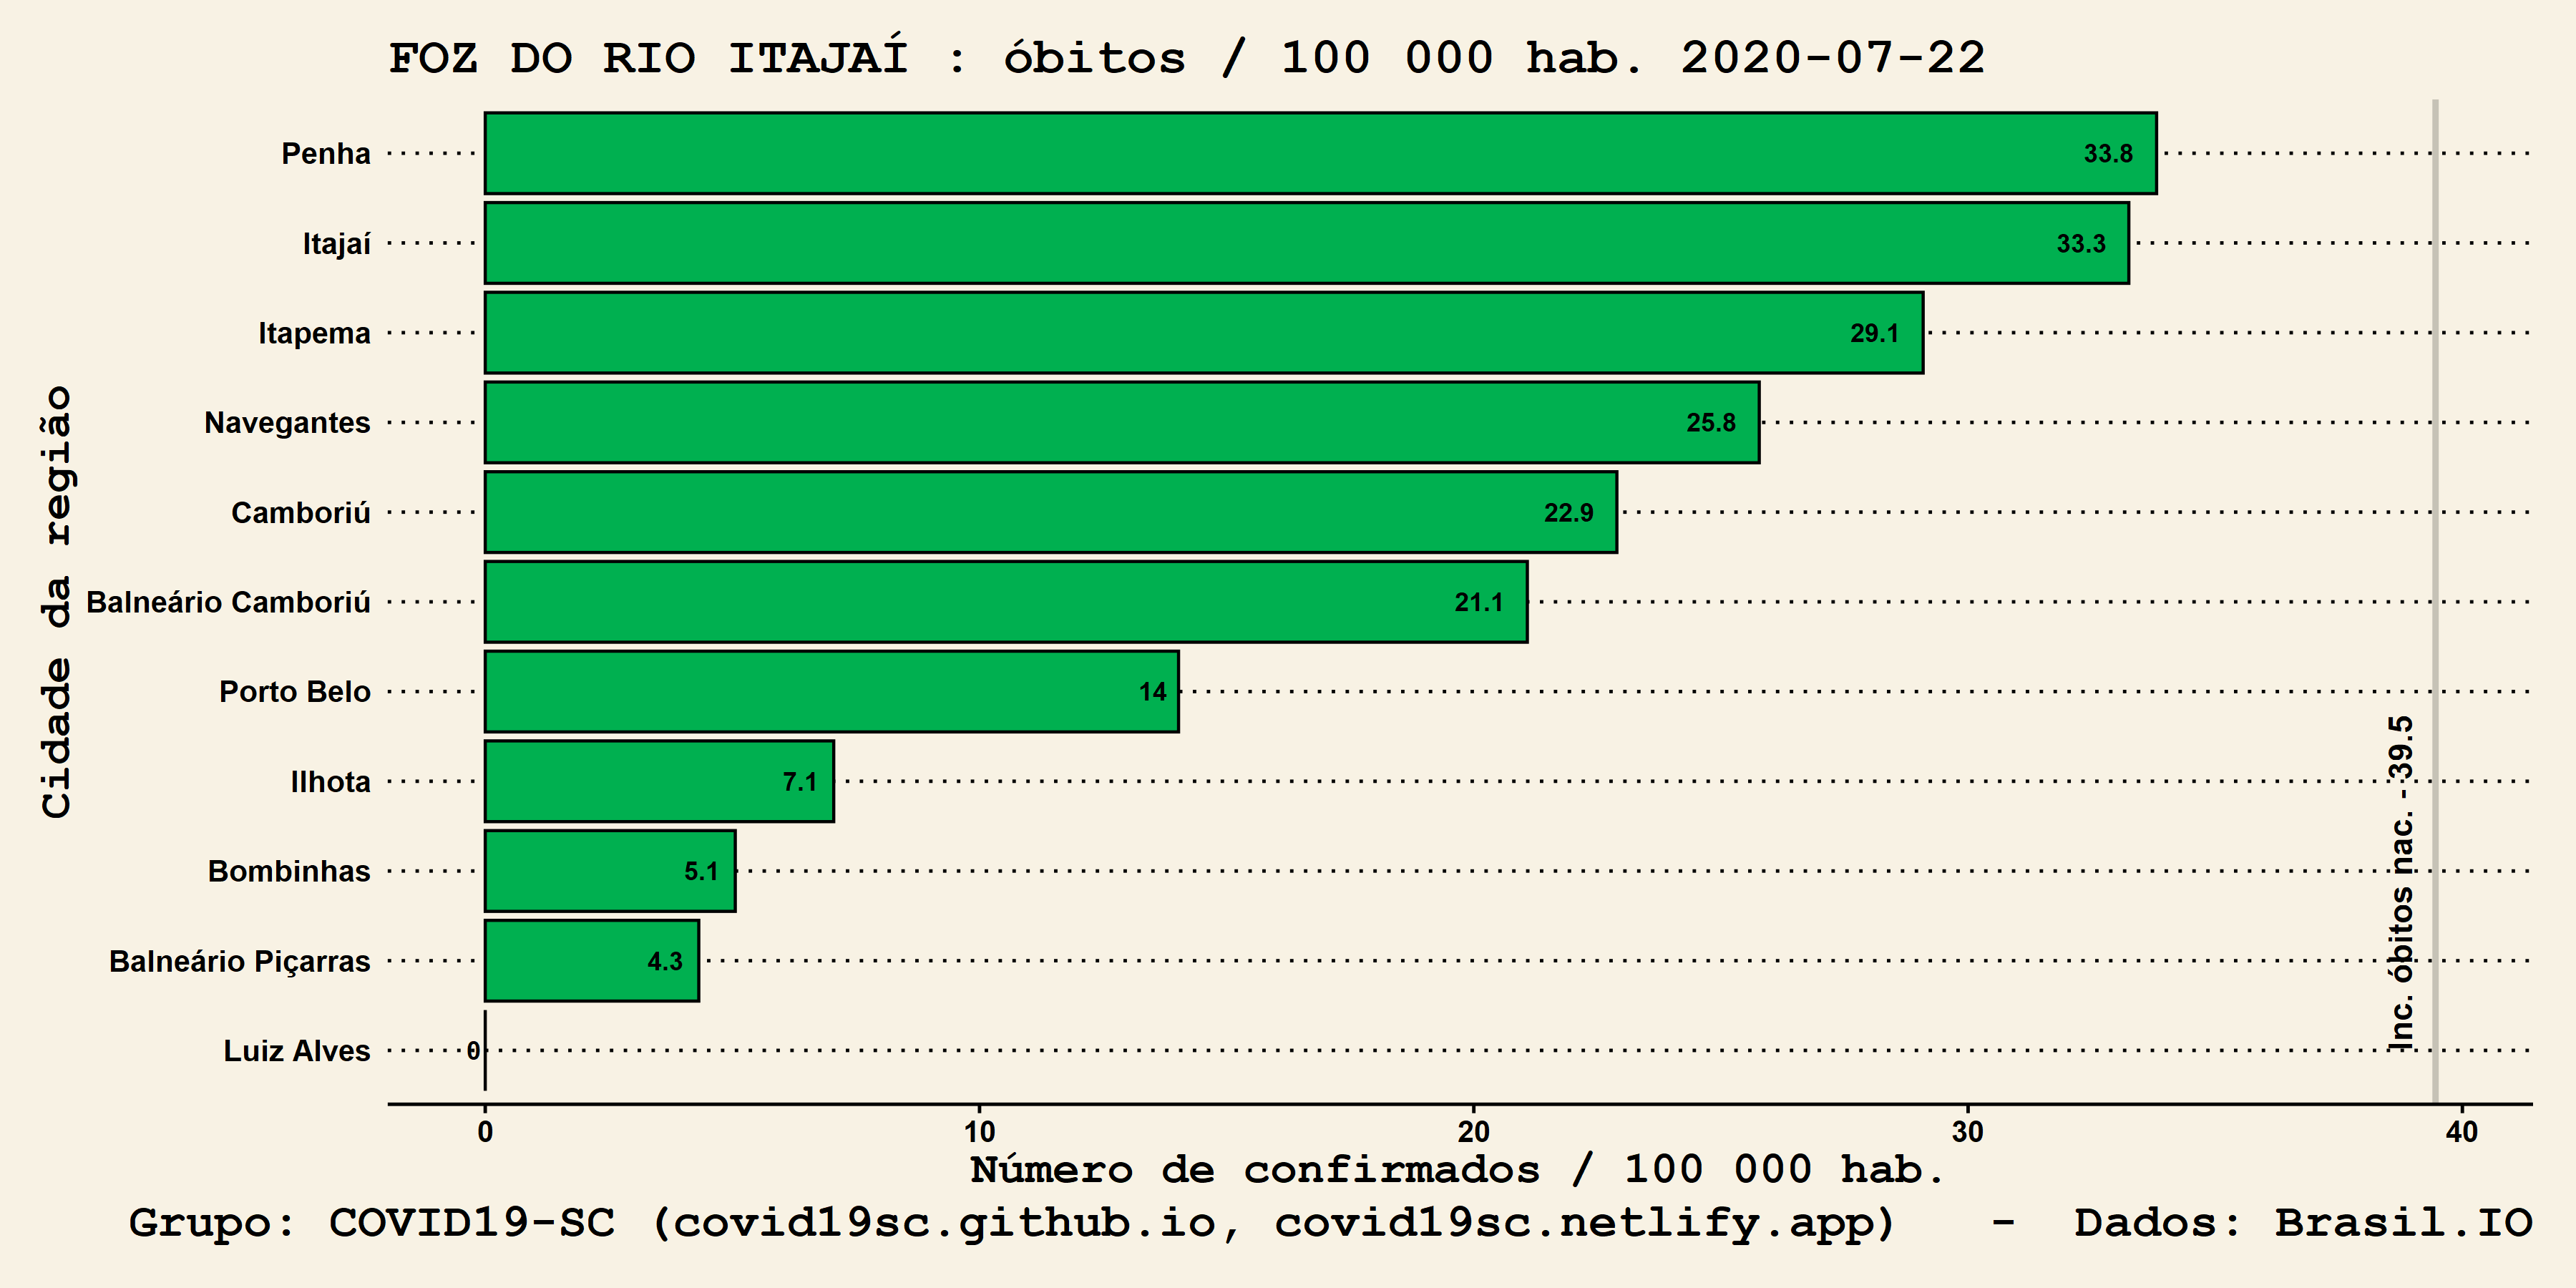 FOZ DO RIO ITAJAÍ : óbitos / 100 000 hab. 2020-07-22
Cidade da região
Penha 33.8
Itajaí 33.3
Itapema 29.1
Navegantes 25.8
Camboriú 22.9
Balneário Camboriú 21.1
Porto Belo 14
Ilhota 7.1
Bombinhas 5.1
Balneário Piçarras 4.3
Luiz Alves 0
Inc. óbitos nac. - 39.5
0 10 20 30 40
Número de confirmados / 100 000 hab.
Grupo: COVID19-SC (covid19sc.github.io, covid19sc.netlify.app) - Dados: Brasil.IO